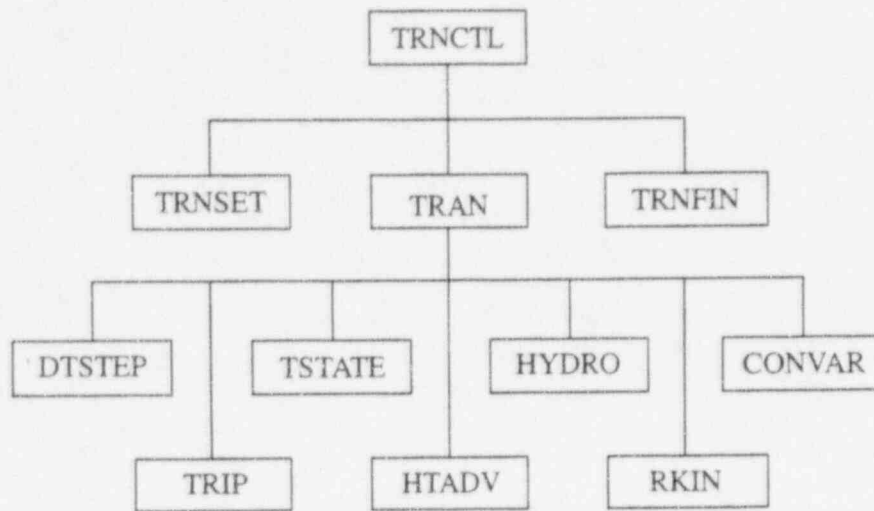 TRNCTL
TRNSET TRAN TRNFIN
DTSTEP TSTATE HYDRO CONVAR
TRIP HTADV RKIN